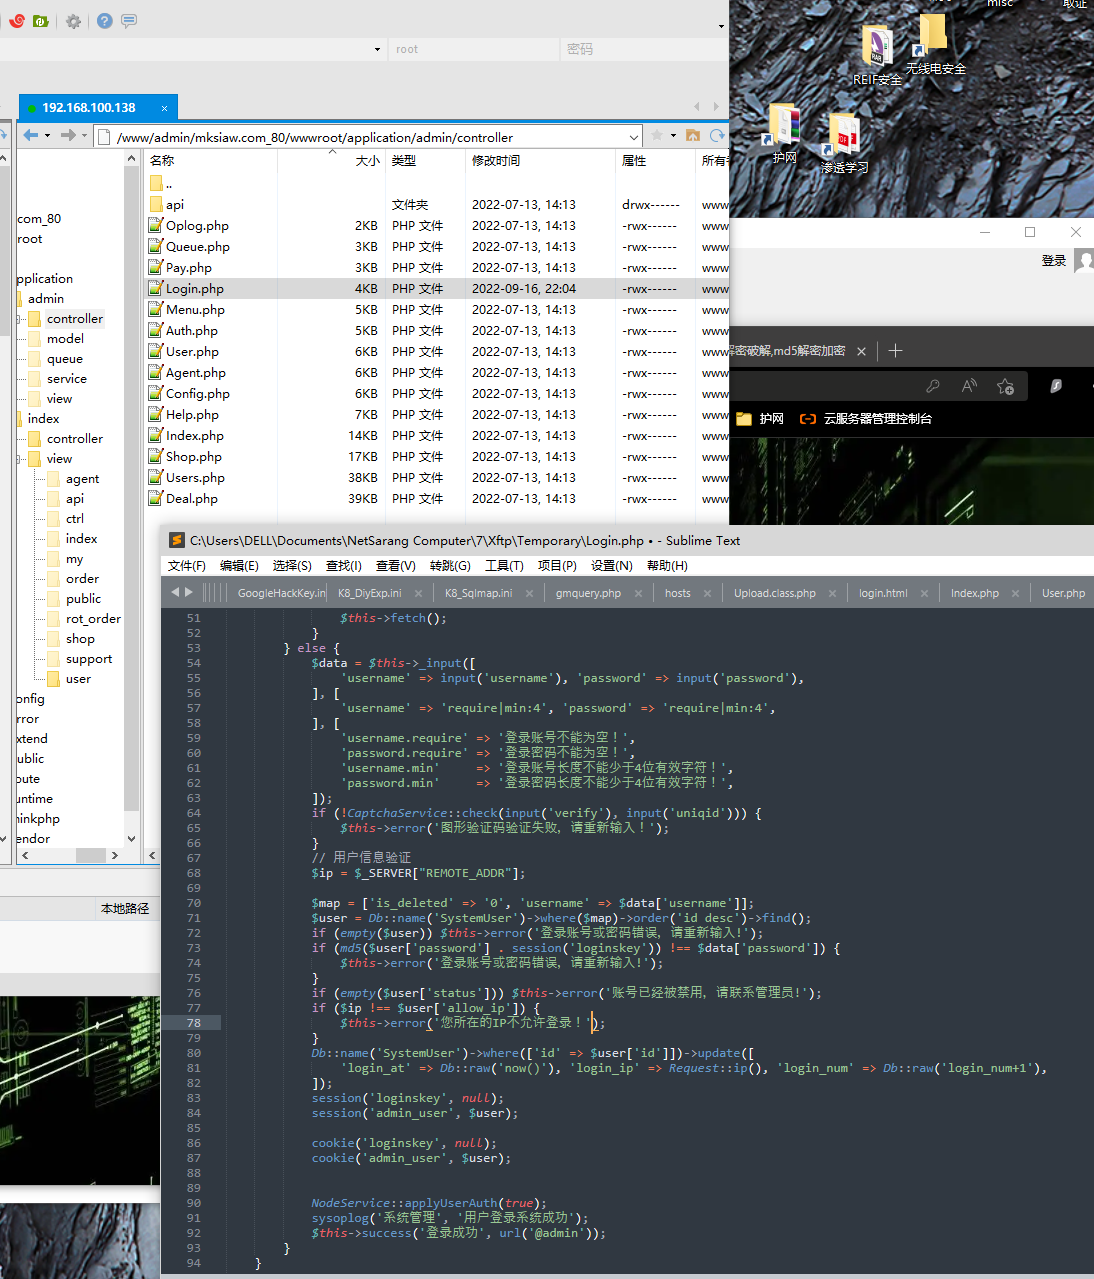 misc
取证
REIF安全
无线电安全
护网
渗透学习
root
密码
192.168.100.138
/www/admin/mksiaw.com_80/wwwroot/application/admin/controller
名称 大小 类型 修改时间 属性 所有
..
api 文件夹 2022-07-13, 14:13 drwx------ www
Oplog.php 2KB PHP 文件 2022-07-13, 14:13 -rwx------ www
Queue.php 3KB PHP 文件 2022-07-13, 14:13 -rwx------ www
Pay.php 3KB PHP 文件 2022-07-13, 14:13 -rwx------ www
Login.php 4KB PHP 文件 2022-09-16, 22:04 -rwx------ www
Menu.php 5KB PHP 文件 2022-07-13, 14:13 -rwx------ www
Auth.php 5KB PHP 文件 2022-07-13, 14:13 -rwx------ www
User.php 6KB PHP 文件 2022-07-13, 14:13 -rwx------ www
Agent.php 6KB PHP 文件 2022-07-13, 14:13 -rwx------ www
Config.php 6KB PHP 文件 2022-07-13, 14:13 -rwx------ www
Help.php 7KB PHP 文件 2022-07-13, 14:13 -rwx------ www
Index.php 14KB PHP 文件 2022-07-13, 14:13 -rwx------ www
Shop.php 17KB PHP 文件 2022-07-13, 14:13 -rwx------ www
Users.php 38KB PHP 文件 2022-07-13, 14:13 -rwx------ www
Deal.php 39KB PHP 文件 2022-07-13, 14:13 -rwx------ www
com_80
root
pplication
admin
controller
model
queue
service
view
index
controller
view
agent
api
ctrl
index
my
order
public
rot_order
shop
support
user
onfig
rror
xtend
ublic
oute
untime
hinkphp
endor
本地路径
登录
解密破解,md5解密加密
护网
云服务器管理控制台
C:\Users\DELL\Documents\NetSarang Computer\7\Xftp\Temporary\Login.php • - Sublime Text
文件(F) 编辑(E) 选择(S) 查找(I) 查看(V) 转跳(G) 工具(T) 项目(P) 设置(N) 帮助(H)
GoogleHackKey.in K8_DiyExp.ini K8_Sqlmap.ini gmquery.php hosts Upload.class.php login.html Index.php User.php
51 $this->fetch();
52 }
53 } else {
54 $data = $this->_input([
55 'username' => input('username'), 'password' => input('password'),
56 ], [
57 'username' => 'require|min:4', 'password' => 'require|min:4',
58 ], [
59 'username.require' => '登录账号不能为空！',
60 'password.require' => '登录密码不能为空！',
61 'username.min' => '登录账号长度不能少于4位有效字符！',
62 'password.min' => '登录密码长度不能少于4位有效字符！',
63 ]);
64 if (!CaptchaService::check(input('verify'), input('uniqid'))) {
65 $this->error('图形验证码验证失败，请重新输入！');
66 }
67 // 用户信息验证
68 $ip = $_SERVER["REMOTE_ADDR"];
69
70 $map = ['is_deleted' => '0', 'username' => $data['username']];
71 $user = Db::name('SystemUser')->where($map)->order('id desc')->find();
72 if (empty($user)) $this->error('登录账号或密码错误，请重新输入!');
73 if (md5($user['password'] . session('loginskey')) !== $data['password']) {
74 $this->error('登录账号或密码错误，请重新输入!');
75 }
76 if (empty($user['status'])) $this->error('账号已经被禁用，请联系管理员!');
77 if ($ip !== $user['allow_ip']) {
78 $this->error('您所在的IP不允许登录！');
79 }
80 Db::name('SystemUser')->where(['id' => $user['id']])->update([
81 'login_at' => Db::raw('now()'), 'login_ip' => Request::ip(), 'login_num' => Db::raw('login_num+1'),
82 ]);
83 session('loginskey', null);
84 session('admin_user', $user);
85
86 cookie('loginskey', null);
87 cookie('admin_user', $user);
88
89
90 NodeService::applyUserAuth(true);
91 sysoplog('系统管理', '用户登录系统成功');
92 $this->success('登录成功', url('@admin'));
93 }
94 }